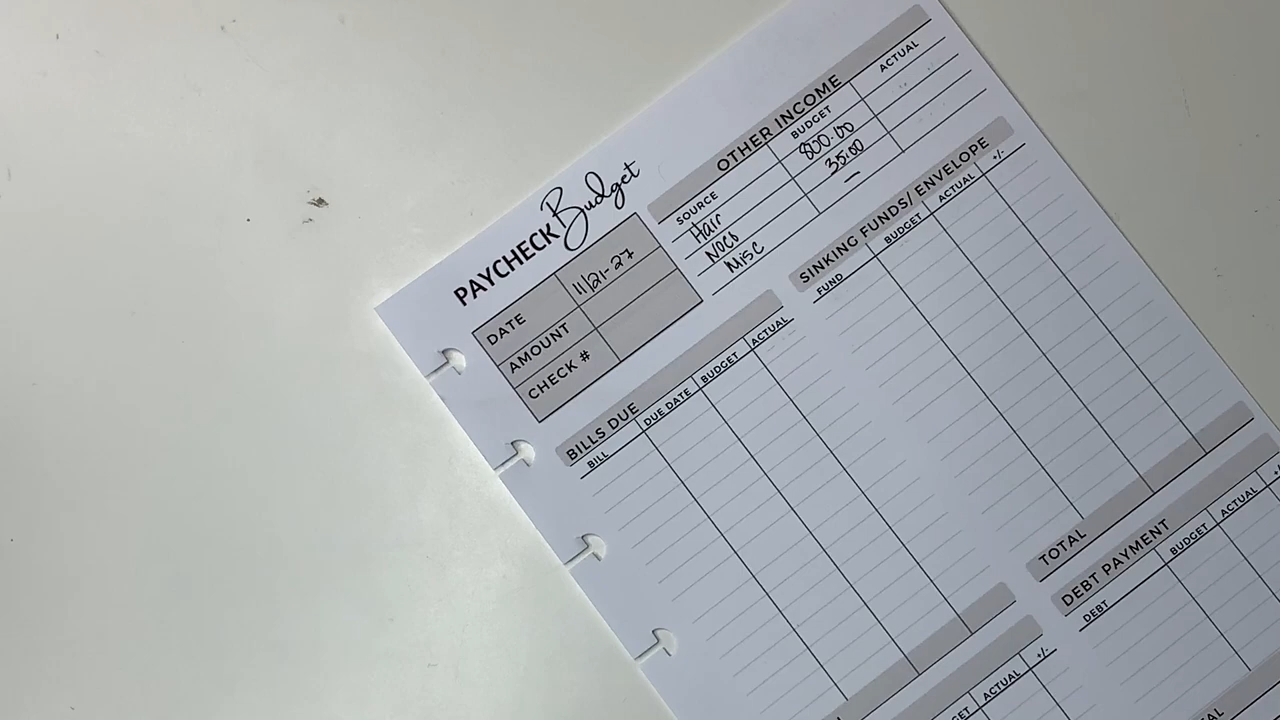 PAYCHECK Budget
DATE 11/21-27
AMOUNT
CHECK #
OTHER INCOME
SOURCE BUDGET ACTUAL
Hair 800.00
NOCO 35.00
Misc —
BILLS DUE
BILL DUE DATE BUDGET ACTUAL
SINKING FUNDS/ ENVELOPE
FUND BUDGET ACTUAL +/-
TOTAL
DEBT PAYMENT
DEBT BUDGET ACTUAL
ACTUAL +/-